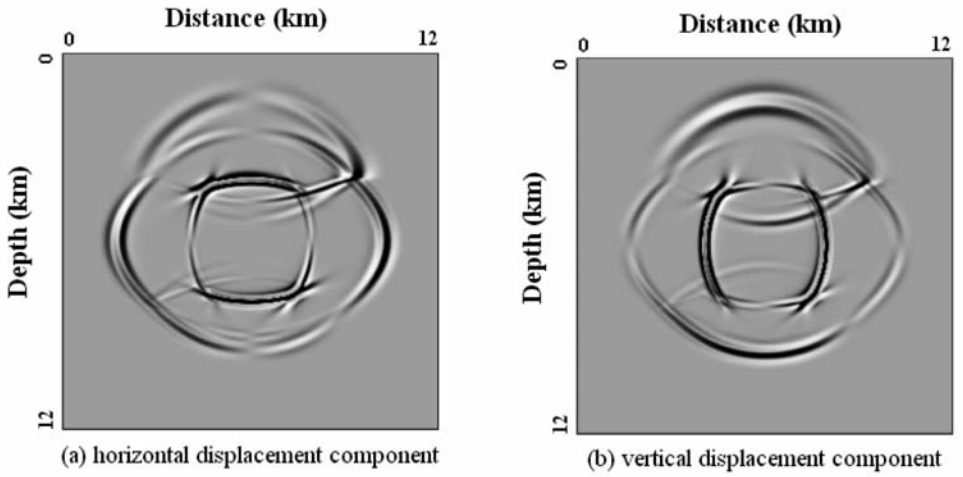 Distance (km)
0 12
0
Depth (km)
12
(a) horizontal displacement component
Distance (km)
0 12
0
Depth (km)
12
(b) vertical displacement component